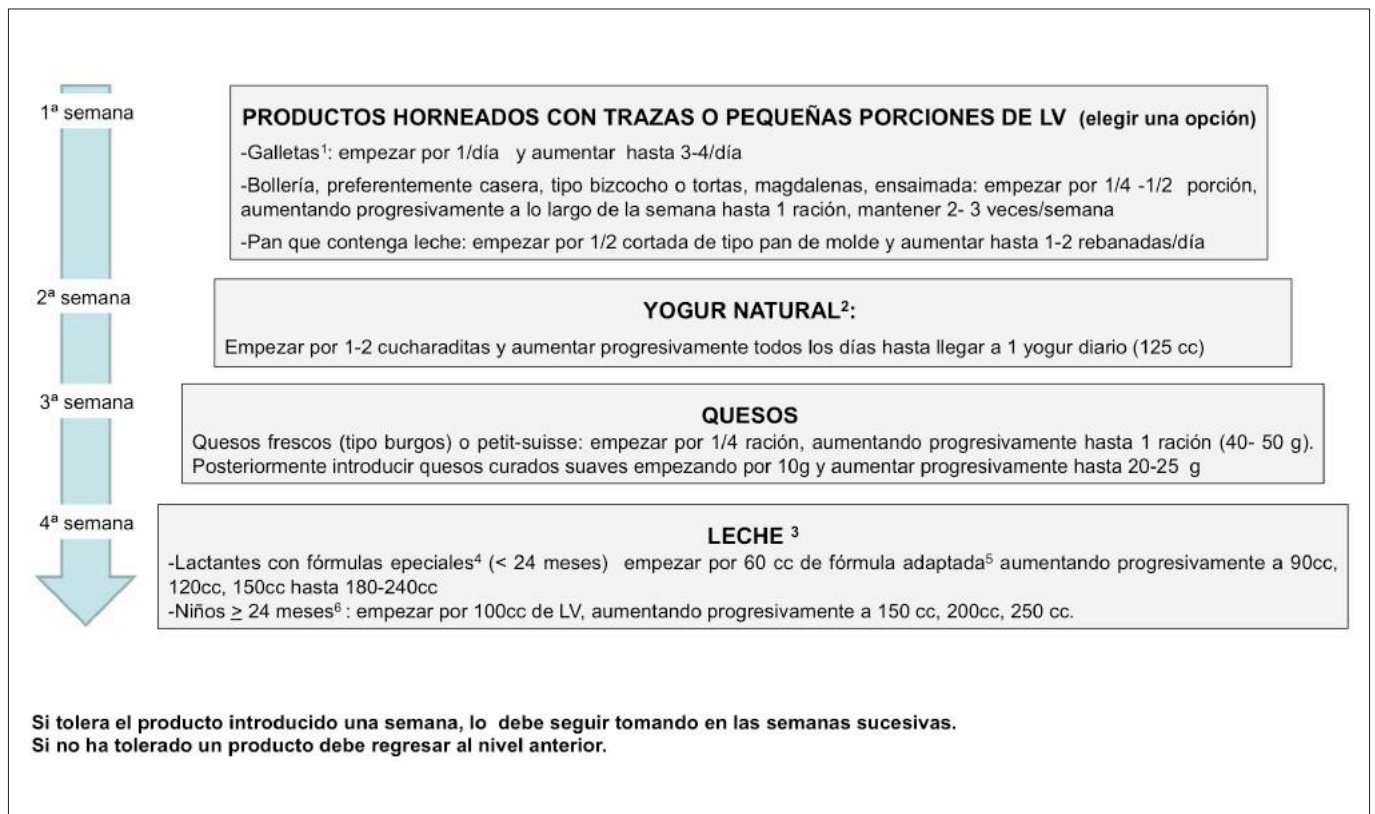 1ª semana
PRODUCTOS HORNEADOS CON TRAZAS O PEQUEÑAS PORCIONES DE LV (elegir una opción)
-Galletas¹: empezar por 1/día y aumentar hasta 3-4/día
-Bollería, preferentemente casera, tipo bizcocho o tortas, magdalenas, ensaimada: empezar por 1/4 -1/2 porción,
aumentando progresivamente a lo largo de la semana hasta 1 ración, mantener 2- 3 veces/semana
-Pan que contenga leche: empezar por 1/2 cortada de tipo pan de molde y aumentar hasta 1-2 rebanadas/día
2ª semana
YOGUR NATURAL²:
Empezar por 1-2 cucharaditas y aumentar progresivamente todos los días hasta llegar a 1 yogur diario (125 cc)
3ª semana
QUESOS
Quesos frescos (tipo burgos) o petit-suisse: empezar por 1/4 ración, aumentando progresivamente hasta 1 ración (40- 50 g).
Posteriormente introducir quesos curados suaves empezando por 10g y aumentar progresivamente hasta 20-25 g
4ª semana
LECHE ³
-Lactantes con fórmulas epeciales⁴ (< 24 meses) empezar por 60 cc de fórmula adaptada⁵ aumentando progresivamente a 90cc,
120cc, 150cc hasta 180-240cc
-Niños ≥ 24 meses⁶ : empezar por 100cc de LV, aumentando progresivamente a 150 cc, 200cc, 250 cc.
Si tolera el producto introducido una semana, lo debe seguir tomando en las semanas sucesivas.
Si no ha tolerado un producto debe regresar al nivel anterior.